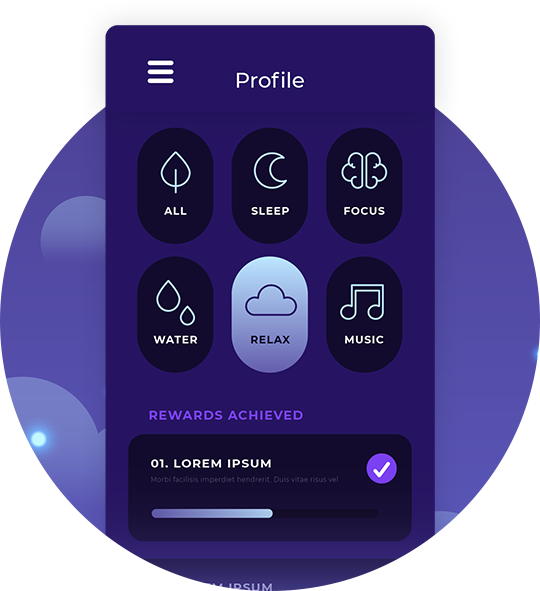 Profile
ALL SLEEP FOCUS
WATER RELAX MUSIC
REWARDS ACHIEVED
01. LOREM IPSUM
Morbi facilisis imperdiet hendrerit. Duis vitae risus vel
IPSUM